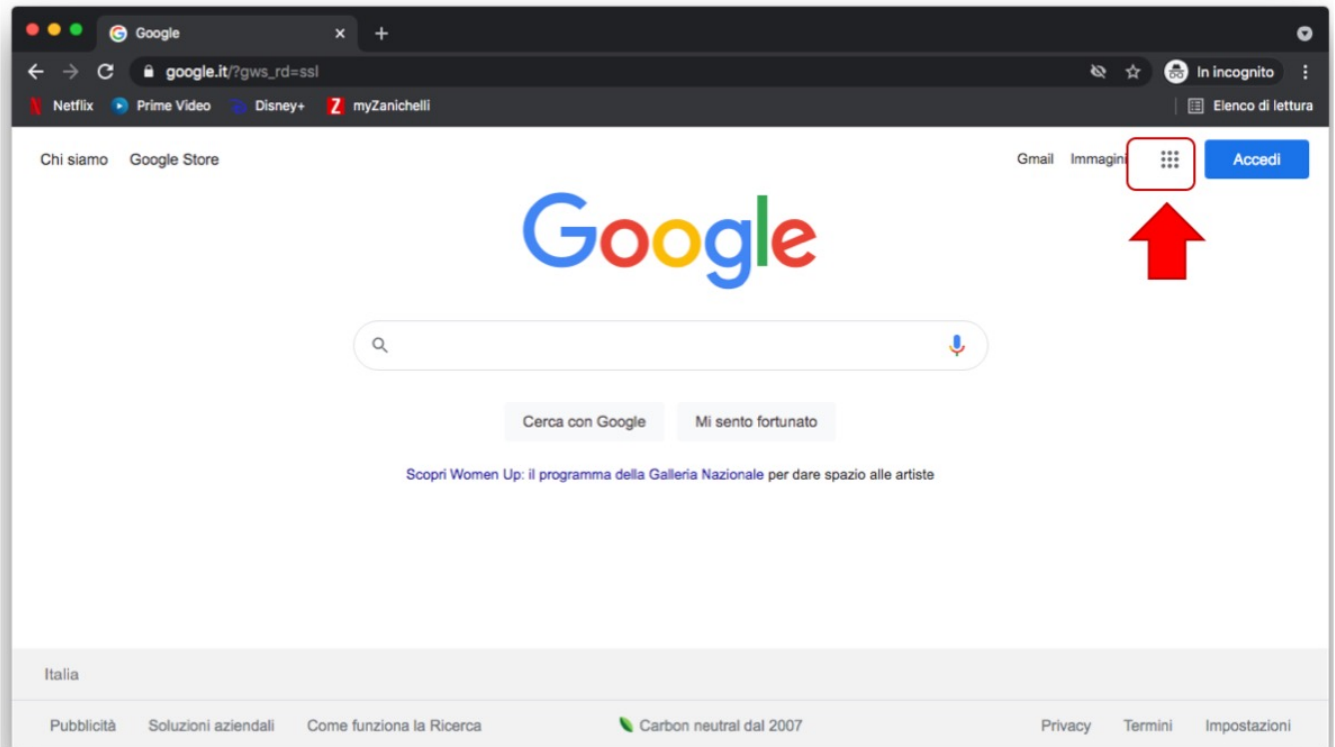 Google
google.it/?gws_rd=ssl
In incognito
Netflix Prime Video Disney+ Z myZanichelli
Elenco di lettura
Chi siamo Google Store
Gmail Immagini
Accedi
Google
Cerca con Google Mi sento fortunato
Scopri Women Up: il programma della Galleria Nazionale per dare spazio alle artiste
Italia
Pubblicità Soluzioni aziendali Come funziona la Ricerca Carbon neutral dal 2007 Privacy Termini Impostazioni